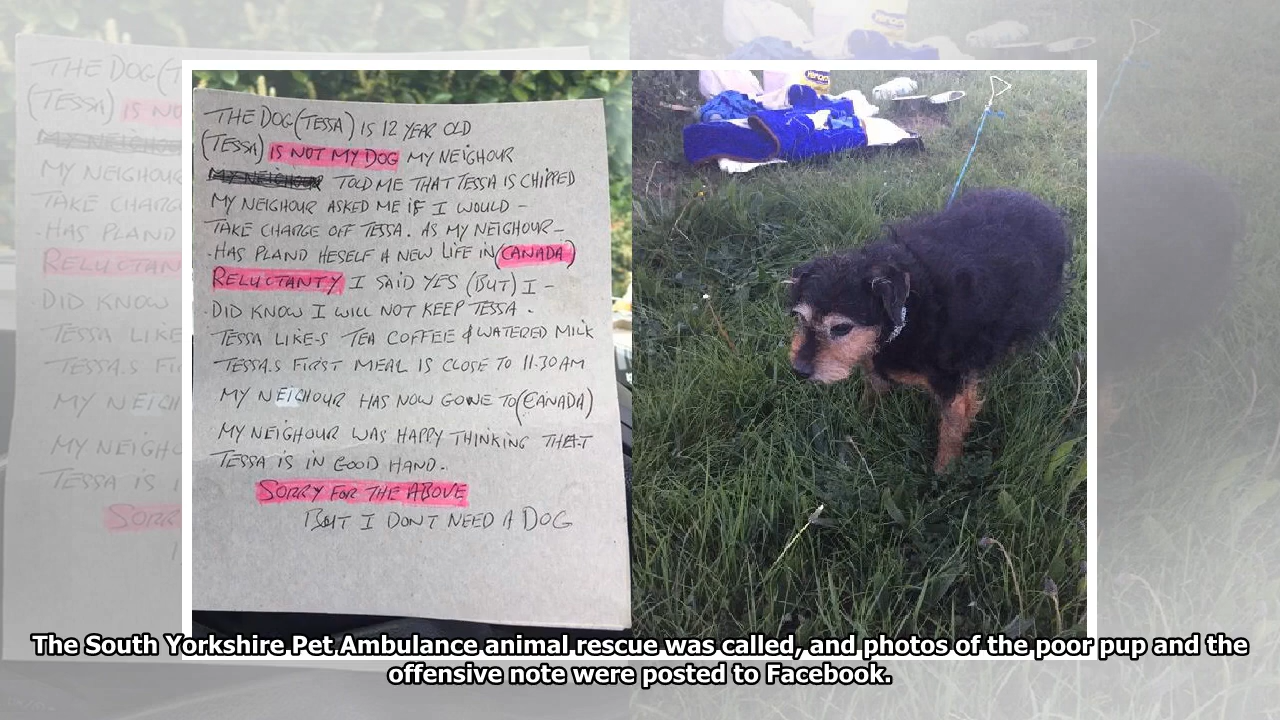 THE DOG (TESSA) IS 12 YEAR OLD
(TESSA) IS NOT MY DOG MY NEIGHOUR
MY NEIGHOUR TOLD ME THAT TESSA IS CHIPPED
MY NEIGHOUR ASKED ME IF I WOULD -
TAKE CHARGE OFF TESSA. AS MY NEIGHOUR -
- HAS PLAND HESELF A NEW LIFE IN (CANADA)
RELUCTANTY I SAID YES (BUT) I -
- DID KNOW I WILL NOT KEEP TESSA.
TESSA LIKE-S TEA COFFEE & WATERED MILK
TESSA.S FIRST MEAL IS CLOSE TO 11.30 AM
MY NEIGHOUR HAS NOW GONE TO (CANADA)
MY NEIGHOUR WAS HAPPY THINKING THAT
TESSA IS IN GOOD HAND.
SORRY FOR THE ABOVE
BUT I DONT NEED A DOG
The South Yorkshire Pet Ambulance animal rescue was called, and photos of the poor pup and the
offensive note were posted to Facebook.